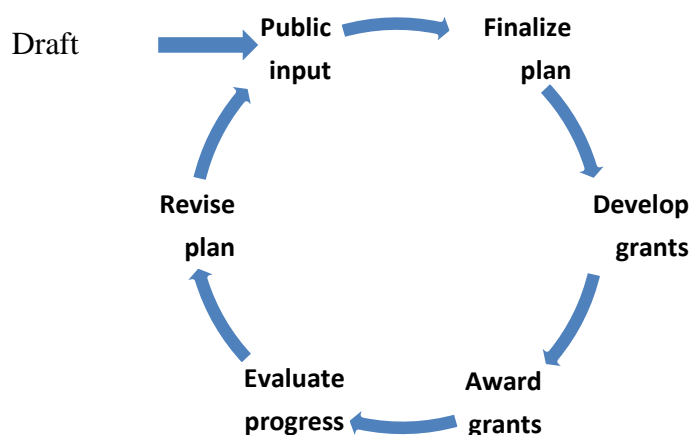 Draft
Public
input
Finalize
plan
Develop
grants
Award
grants
Evaluate
progress
Revise
plan